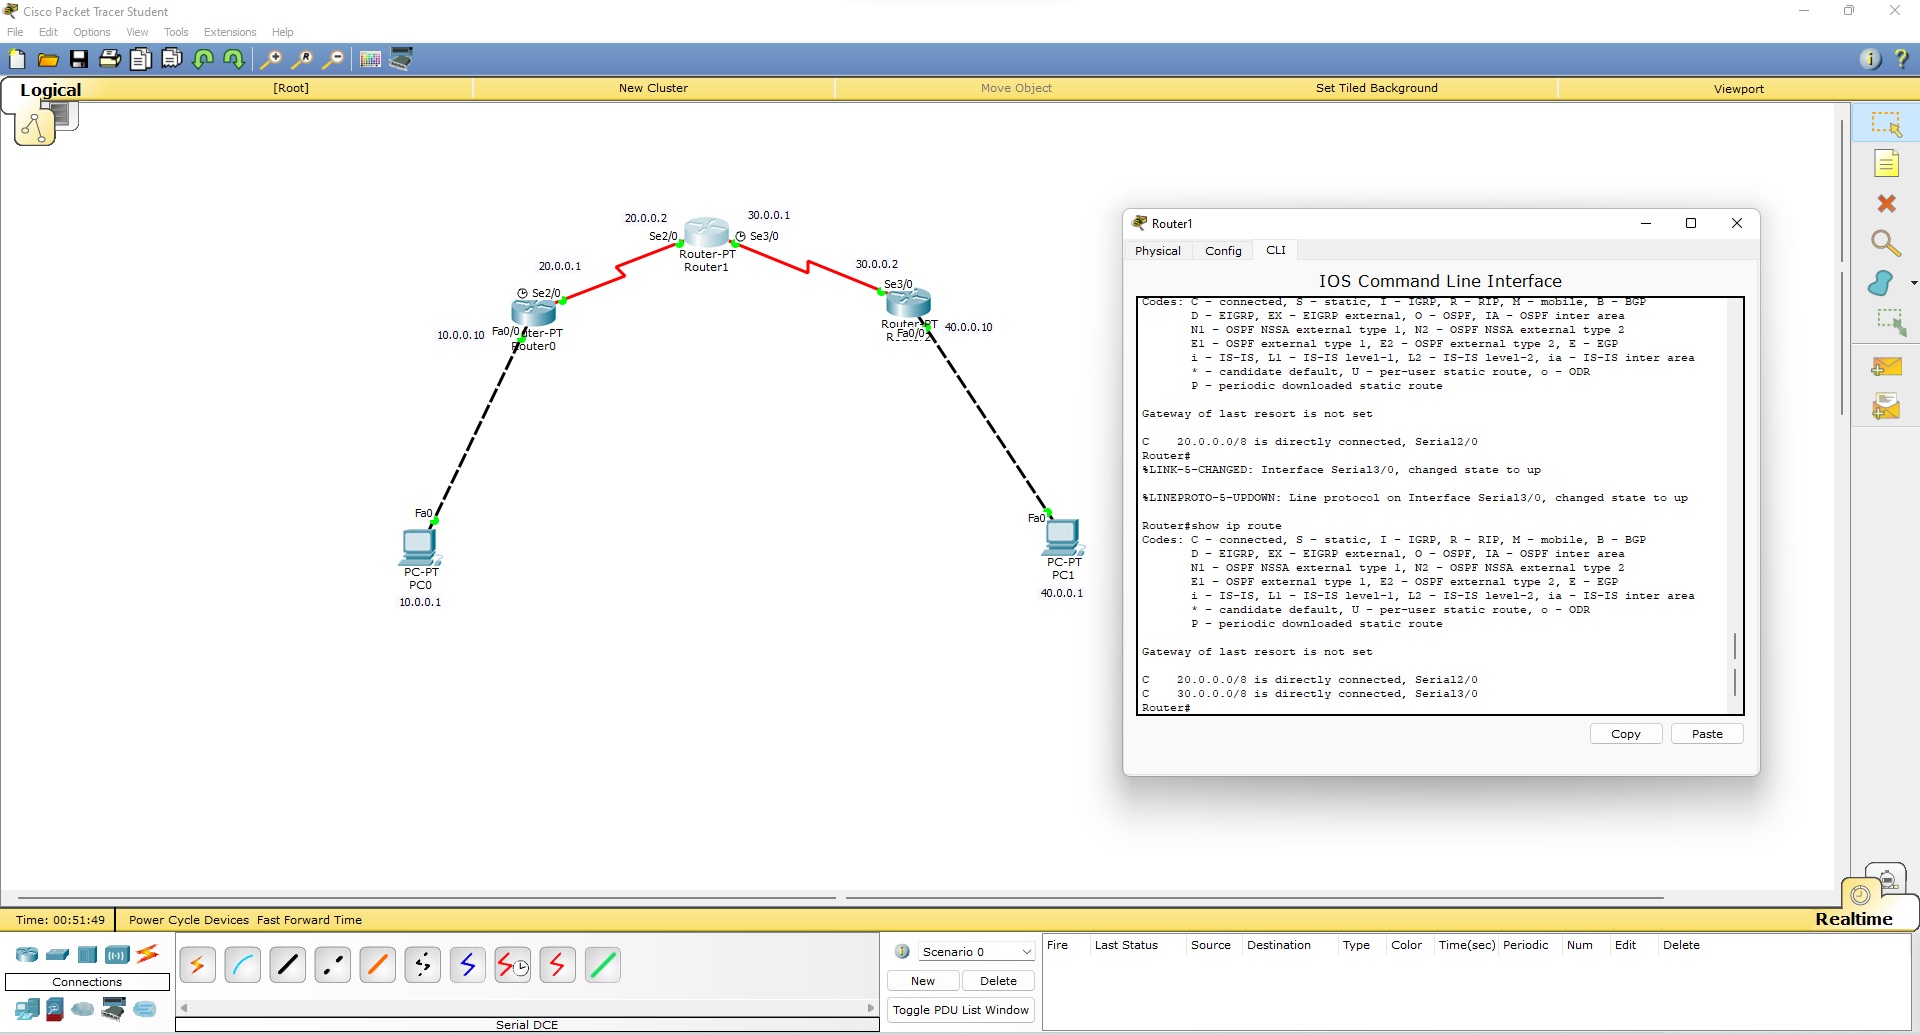 Cisco Packet Tracer Student
File Edit Options View Tools Extensions Help
Logical [Root] New Cluster Move Object Set Tiled Background Viewport
20.0.0.2 30.0.0.1
Se2/0 Se3/0
Router-PT
Router1
20.0.0.1 30.0.0.2
Se2/0 Se3/0
10.0.0.10 Fa0/0
Router0
Fa0/0 40.0.0.10
Fa0
PC-PT
PC0
10.0.0.1
Fa0
PC-PT
PC1
40.0.0.1
Router1
Physical Config CLI
IOS Command Line Interface
Codes: C - connected, S - static, I - IGRP, R - RIP, M - mobile, B - BGP
D - EIGRP, EX - EIGRP external, O - OSPF, IA - OSPF inter area
N1 - OSPF NSSA external type 1, N2 - OSPF NSSA external type 2
E1 - OSPF external type 1, E2 - OSPF external type 2, E - EGP
i - IS-IS, L1 - IS-IS level-1, L2 - IS-IS level-2, ia - IS-IS inter area
* - candidate default, U - per-user static route, o - ODR
P - periodic downloaded static route
Gateway of last resort is not set
C 20.0.0.0/8 is directly connected, Serial2/0
Router#
%LINK-5-CHANGED: Interface Serial3/0, changed state to up
%LINEPROTO-5-UPDOWN: Line protocol on Interface Serial3/0, changed state to up
Router#show ip route
Codes: C - connected, S - static, I - IGRP, R - RIP, M - mobile, B - BGP
D - EIGRP, EX - EIGRP external, O - OSPF, IA - OSPF inter area
N1 - OSPF NSSA external type 1, N2 - OSPF NSSA external type 2
E1 - OSPF external type 1, E2 - OSPF external type 2, E - EGP
i - IS-IS, L1 - IS-IS level-1, L2 - IS-IS level-2, ia - IS-IS inter area
* - candidate default, U - per-user static route, o - ODR
P - periodic downloaded static route
Gateway of last resort is not set
C 20.0.0.0/8 is directly connected, Serial2/0
C 30.0.0.0/8 is directly connected, Serial3/0
Router#
Copy Paste
Realtime
Time: 00:51:49 Power Cycle Devices Fast Forward Time
Connections
Serial DCE
Scenario 0
New Delete
Toggle PDU List Window
Fire Last Status Source Destination Type Color Time(sec) Periodic Num Edit Delete